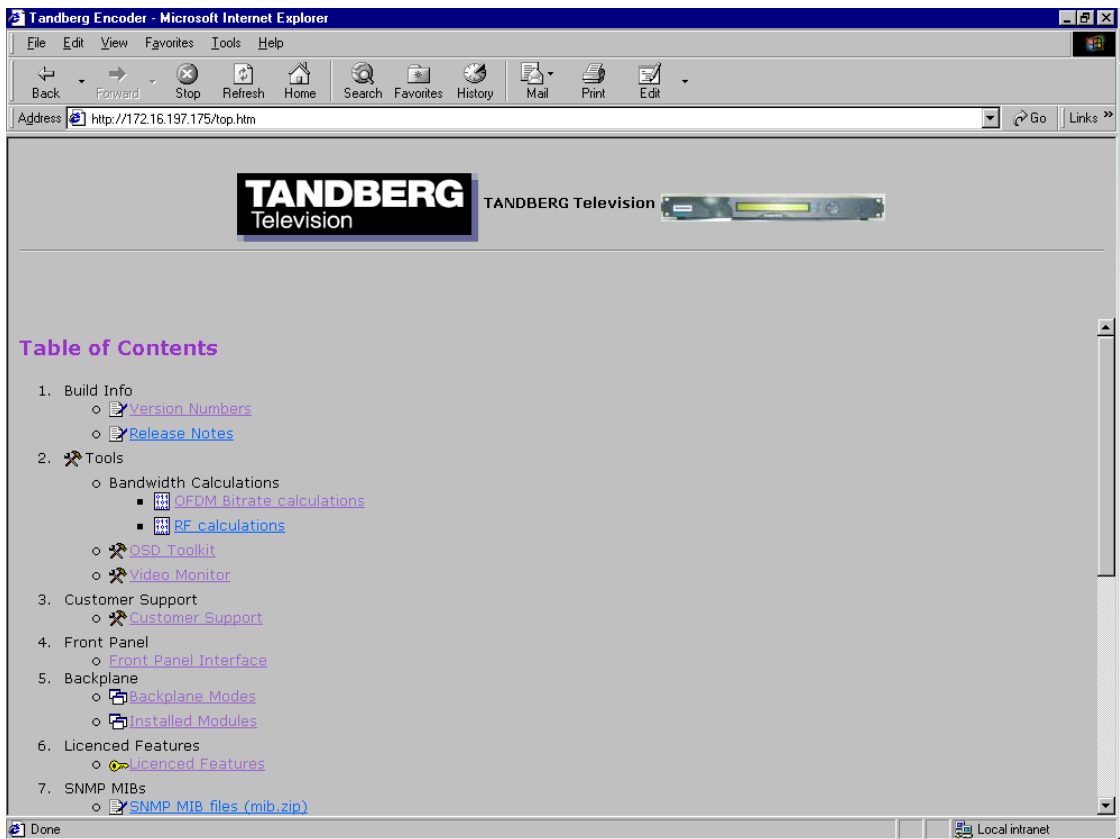 Tandberg Encoder - Microsoft Internet Explorer
File Edit View Favorites Tools Help
Back Forward Stop Refresh Home Search Favorites History Mail Print Edit
Address http://172.16.197.175/top.htm Go Links »
TANDBERG
Television
TANDBERG Television
Table of Contents
1. Build Info
Version Numbers
Release Notes
2. Tools
Bandwidth Calculations
OFDM Bitrate calculations
RF calculations
OSD Toolkit
Video Monitor
3. Customer Support
Customer Support
4. Front Panel
Front Panel Interface
5. Backplane
Backplane Modes
Installed Modules
6. Licenced Features
Licenced Features
7. SNMP MIBs
SNMP MIB files (mib.zip)
Done Local intranet